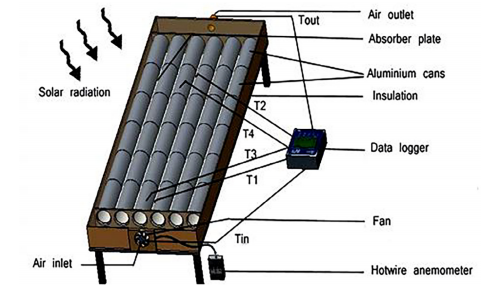 Tout
Air outlet
Absorber plate
Aluminium cans
Solar radiation
Insulation
T2
T4
Data logger
T3
T1
Fan
Tin
Air inlet
Hotwire anemometer